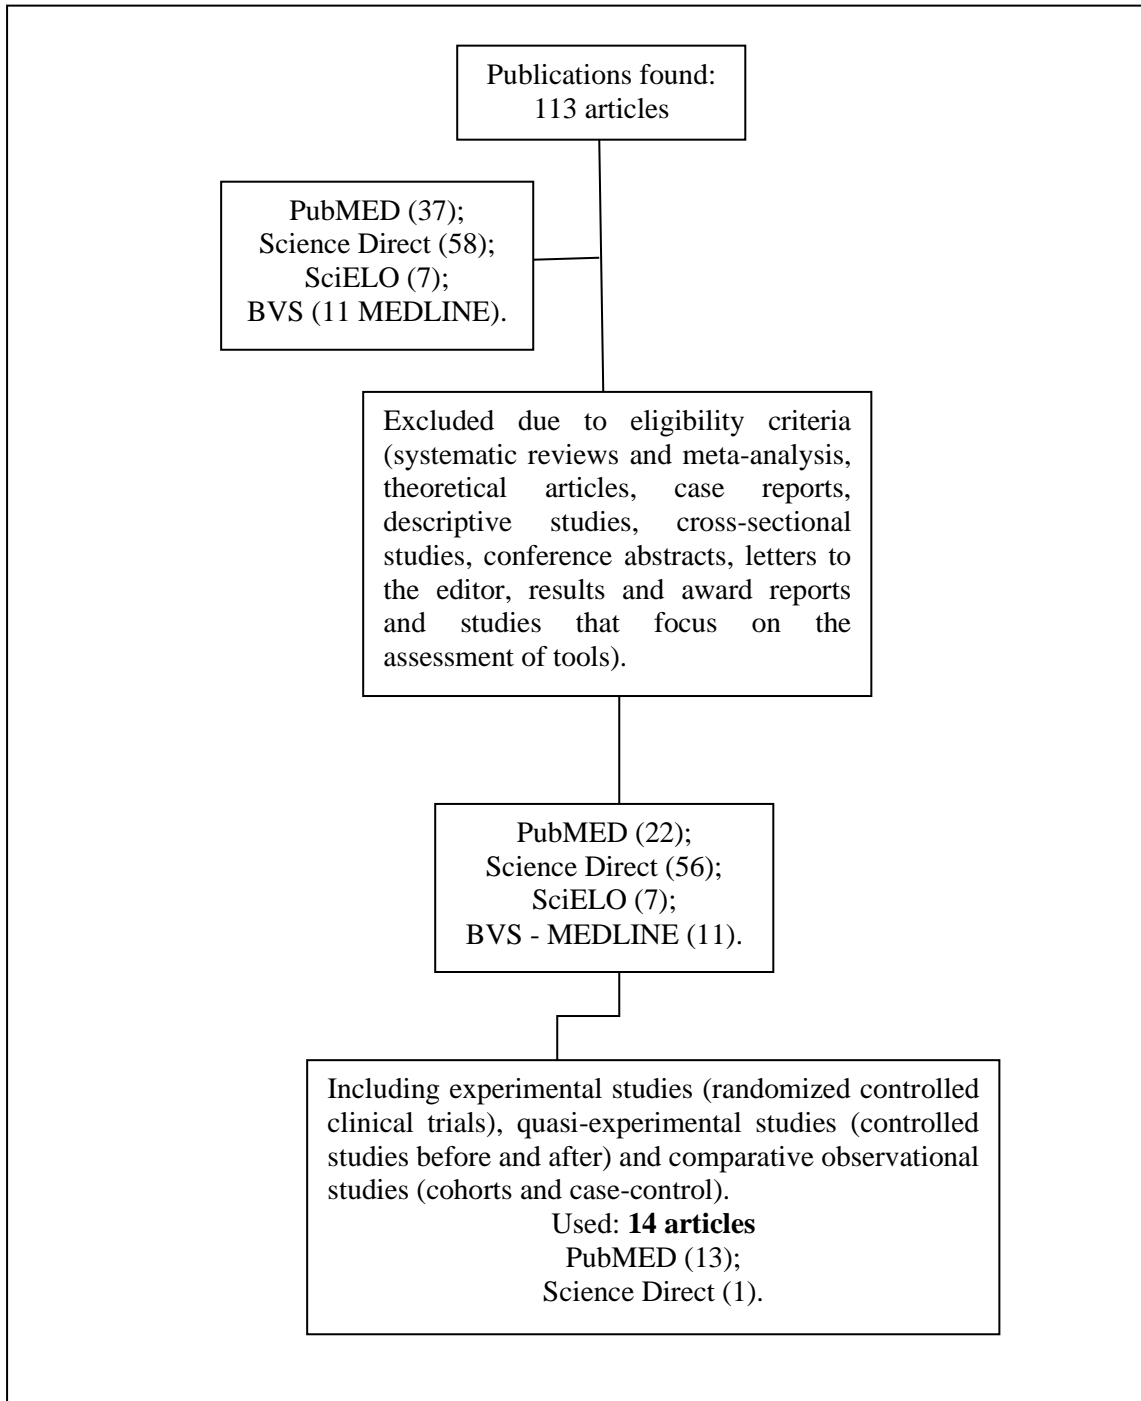 Publications found:
113 articles
PubMED (37);
Science Direct (58);
SciELO (7);
BVS (11 MEDLINE).
Excluded due to eligibility criteria
(systematic reviews and meta-analysis,
theoretical articles, case reports,
descriptive studies, cross-sectional
studies, conference abstracts, letters to
the editor, results and award reports
and studies that focus on the
assessment of tools).
PubMED (22);
Science Direct (56);
SciELO (7);
BVS - MEDLINE (11).
Including experimental studies (randomized controlled
clinical trials), quasi-experimental studies (controlled
studies before and after) and comparative observational
studies (cohorts and case-control).
Used: 14 articles
PubMED (13);
Science Direct (1).